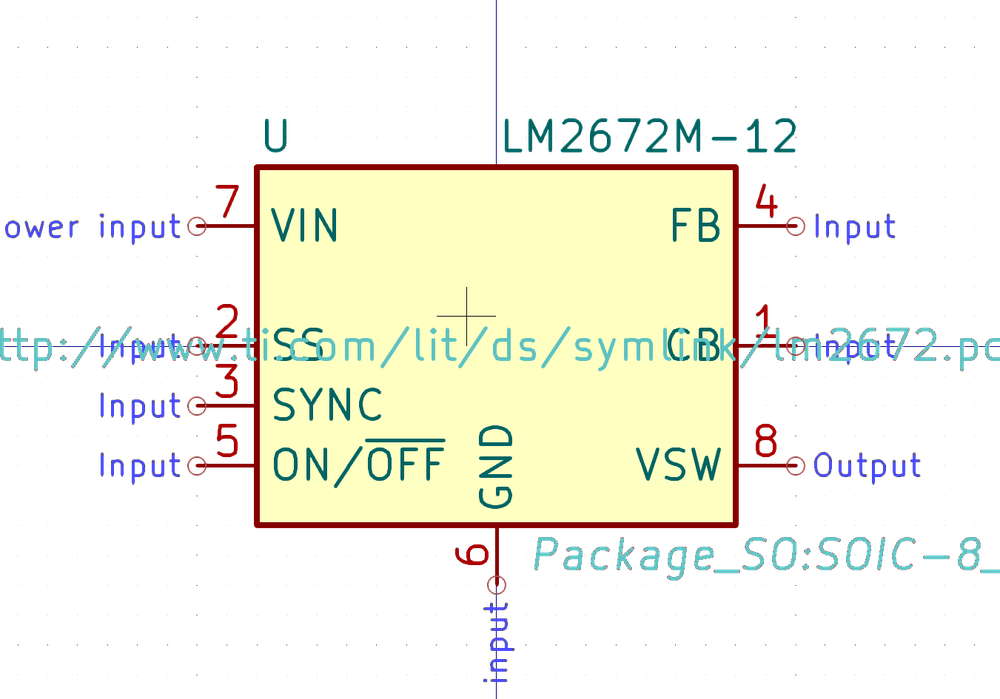 U LM2672M-12
7 4
ower input VIN FB Input
2 1
Input SS CB Input
ttp://www.ti.com/lit/ds/symlink/lm2672.pd
3
Input SYNC
5 8
Input ON/OFF VSW Output
GND
6
Package_SO:SOIC-8_
input